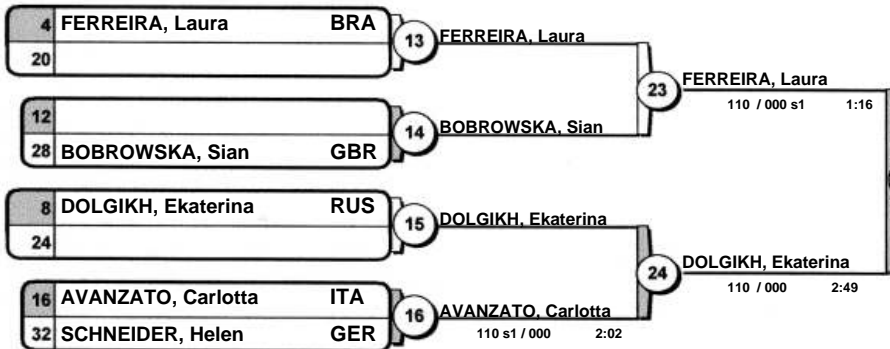 4 FERREIRA, Laura BRA
20
13 FERREIRA, Laura
12
28 BOBROWSKA, Sian GBR
14 BOBROWSKA, Sian
23 FERREIRA, Laura
110 / 000 s1 1:16
8 DOLGIKH, Ekaterina RUS
24
15 DOLGIKH, Ekaterina
16 AVANZATO, Carlotta ITA
32 SCHNEIDER, Helen GER
16 AVANZATO, Carlotta
110 s1 / 000 2:02
24 DOLGIKH, Ekaterina
110 / 000 2:49